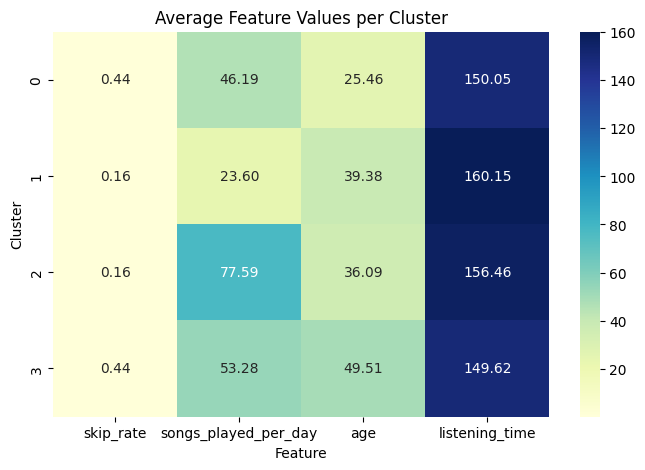 Average Feature Values per Cluster
0 0.44 46.19 25.46 150.05
1 0.16 23.60 39.38 160.15
2 0.16 77.59 36.09 156.46
3 0.44 53.28 49.51 149.62
Cluster
skip_rate songs_played_per_day age listening_time
Feature
160
140
120
100
80
60
40
20